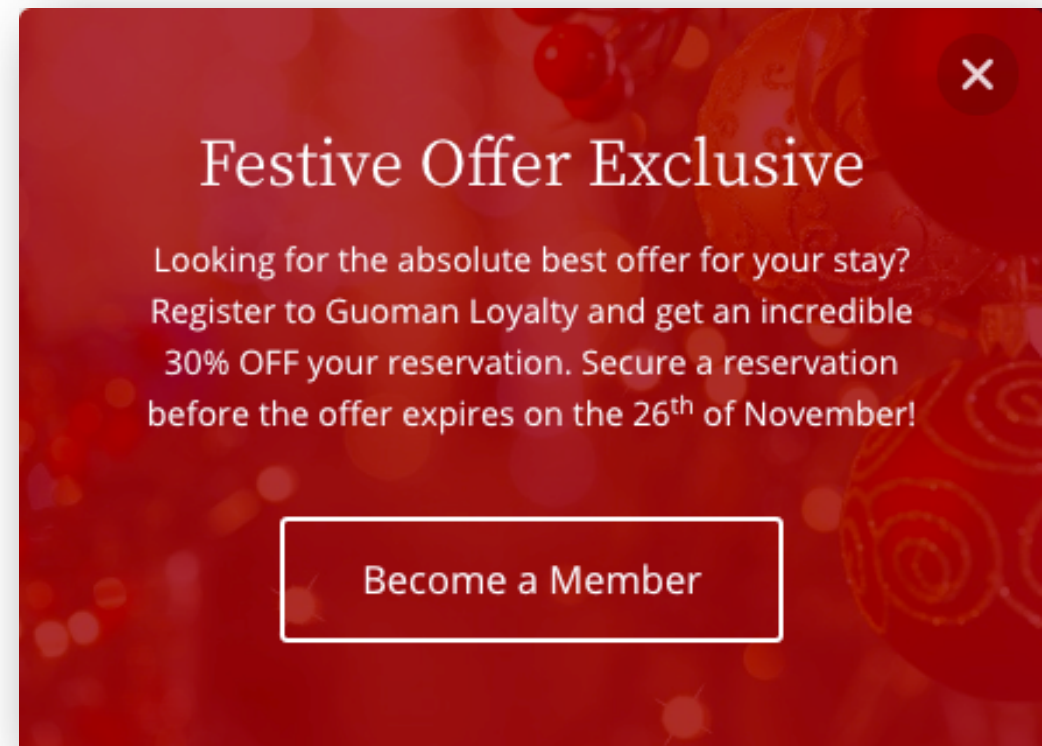 Festive Offer Exclusive
Looking for the absolute best offer for your stay?
Register to Guoman Loyalty and get an incredible
30% OFF your reservation. Secure a reservation
before the offer expires on the 26th of November!
Become a Member